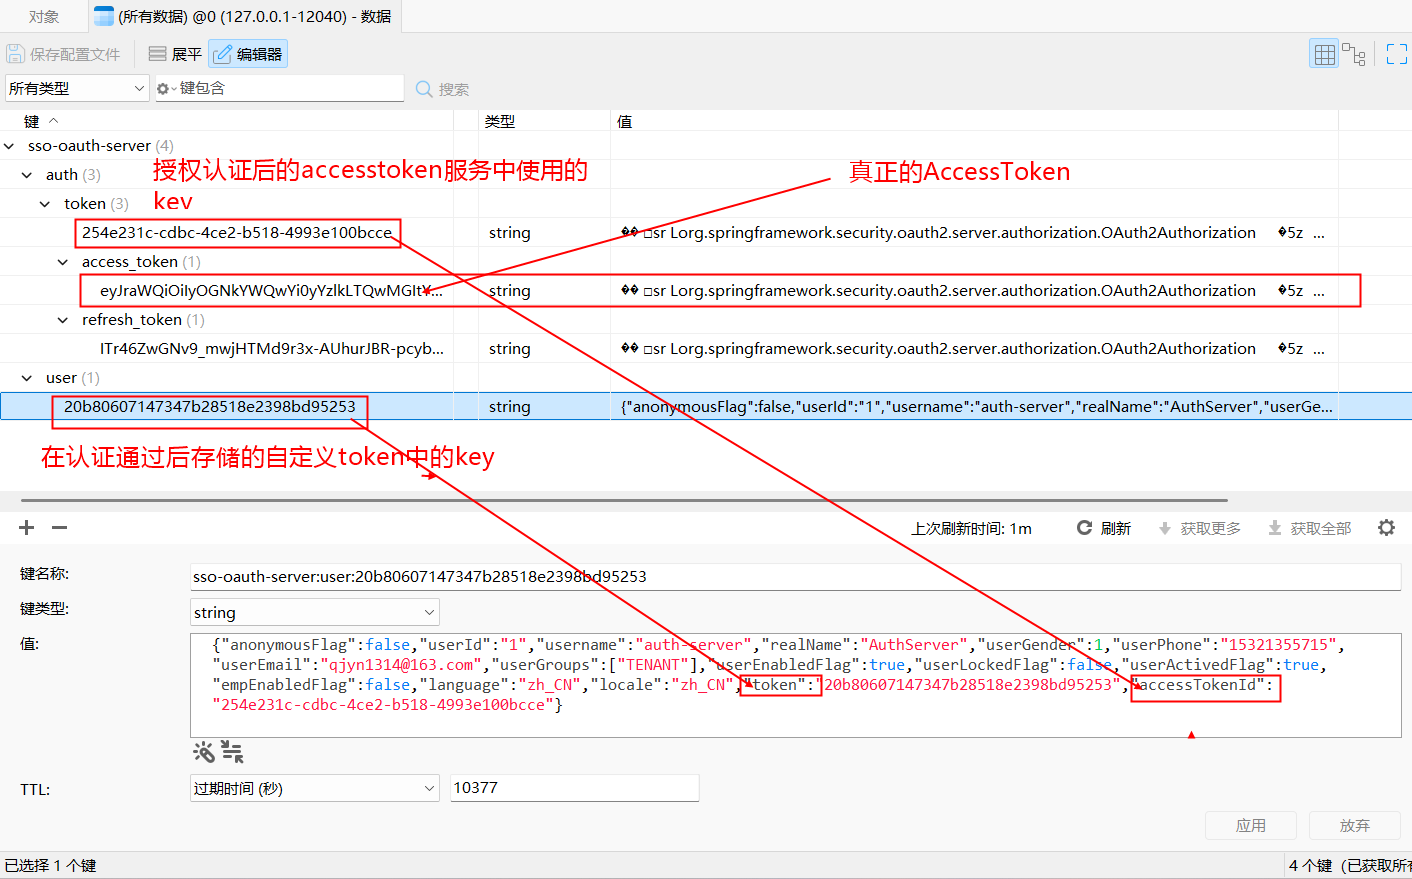 对象 (所有数据) @0 (127.0.0.1-12040) - 数据
保存配置文件 展平 编辑器
所有类型 键包含 搜索
键 类型 值
sso-oauth-server (4)
auth (3)
授权认证后的accesstoken服务中使用的
kev
真正的AccessToken
token (3)
254e231c-cdbc-4ce2-b518-4993e100bcce string �� □sr Lorg.springframework.security.oauth2.server.authorization.OAuth2Authorization �5z ...
access_token (1)
eyJraWQiOiIyOGNkYWQwYi0yYzlkLTQwMGItY... string �� □sr Lorg.springframework.security.oauth2.server.authorization.OAuth2Authorization �5z ...
refresh_token (1)
ITr46ZwGNv9_mwjHTMd9r3x-AUhurJBR-pcyb... string �� □sr Lorg.springframework.security.oauth2.server.authorization.OAuth2Authorization �5z ...
user (1)
20b80607147347b28518e2398bd95253 string {"anonymousFlag":false,"userId":"1","username":"auth-server","realName":"AuthServer","userGe...
在认证通过后存储的自定义token中的key
上次刷新时间: 1m 刷新 获取更多 获取全部
键名称: sso-oauth-server:user:20b80607147347b28518e2398bd95253
键类型: string
值: {"anonymousFlag":false,"userId":"1","username":"auth-server","realName":"AuthServer","userGender":1,"userPhone":"15321355715",
"userEmail":"qjyn1314@163.com","userGroups":["TENANT"],"userEnabledFlag":true,"userLockedFlag":false,"userActivedFlag":true,
"empEnabledFlag":false,"language":"zh_CN","locale":"zh_CN","token":"20b80607147347b28518e2398bd95253","accessTokenId":
"254e231c-cdbc-4ce2-b518-4993e100bcce"}
TTL: 过期时间 (秒) 10377
应用 放弃
已选择 1 个键 4 个键 (已获取所有